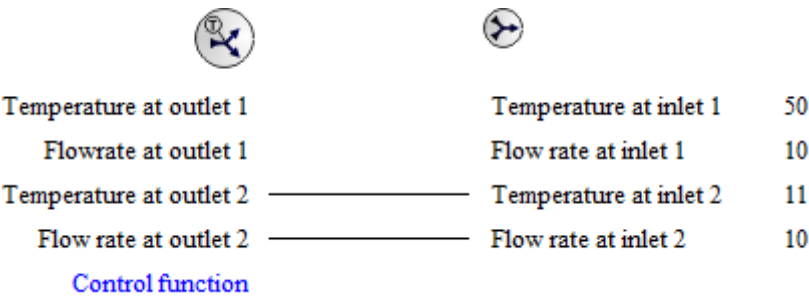 T
Temperature at outlet 1 Temperature at inlet 1 50
Flowrate at outlet 1 Flow rate at inlet 1 10
Temperature at outlet 2 Temperature at inlet 2 11
Flow rate at outlet 2 Flow rate at inlet 2 10
Control function